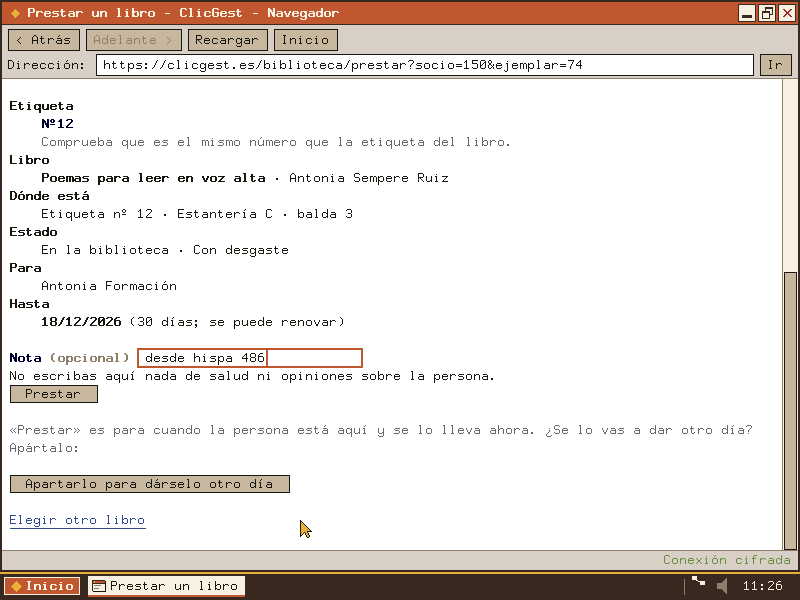 Prestar un libro - ClicGest - Navegador
< Atrás
Adelante >
Recargar
Inicio
Dirección:
https://clicgest.es/biblioteca/prestar?socio=150&ejemplar=74
Ir
Etiqueta
Nº12
Comprueba que es el mismo número que la etiqueta del libro.
Libro
Poemas para leer en voz alta · Antonia Sempere Ruiz
Dónde está
Etiqueta nº 12 · Estantería C · balda 3
Estado
En la biblioteca · Con desgaste
Para
Antonia Formación
Hasta
18/12/2026 (30 días; se puede renovar)
Nota (opcional) desde hispa 486
No escribas aquí nada de salud ni opiniones sobre la persona.
Prestar
«Prestar» es para cuando la persona está aquí y se lo lleva ahora. ¿Se lo vas a dar otro día?
Apártalo:
Apartarlo para dárselo otro día
Elegir otro libro
Conexión cifrada
Inicio
Prestar un libro
11:26